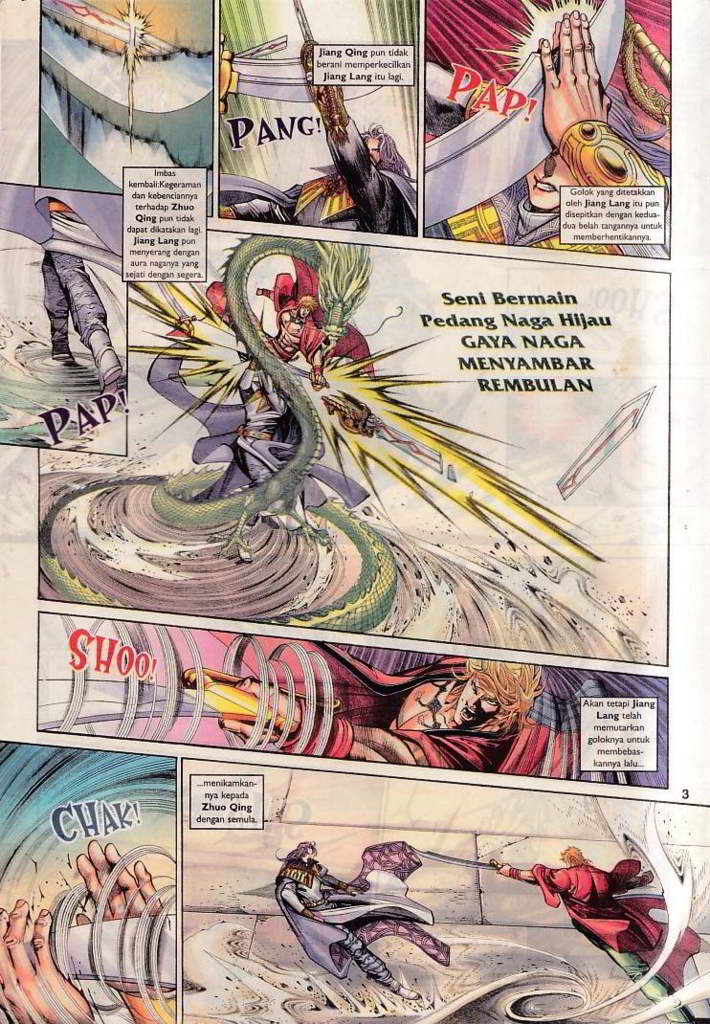 Imbas
kembali:Kegeraman
dan kebenciannya
terhadap Zhuo
Qing pun tidak
dapat dikatakan lagi.
Jiang Lang pun
menyerang dengan
aura naganya yang
sejati dengan segera.
Jiang Qing pun tidak
berani memperkecilkan
Jiang Lang itu lagi.
PANG!
PAP!
Golok yang ditetakkan
oleh Jiang Lang itu pun
disepitkan dengan kedua-
dua belah tangannya untuk
memberhentikannya.
PAP!
Seni Bermain
Pedang Naga Hijau
GAYA NAGA
MENYAMBAR
REMBULAN
SHOO!
Akan tetapi Jiang
Lang telah
memutarkan
goloknya untuk
membebas-
kannya lalu...
3
CHAK!
...menikamkan-
nya kepada
Zhuo Qing
dengan semula.